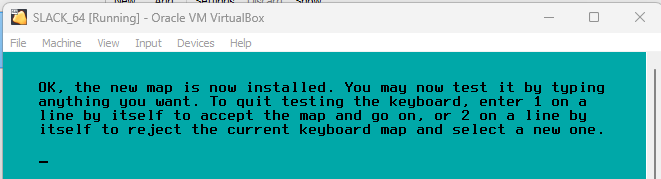 SLACK_64 [Running] - Oracle VM VirtualBox
File Machine View Input Devices Help
OK, the new map is now installed. You may now test it by typing
anything you want. To quit testing the keyboard, enter 1 on a
line by itself to accept the map and go on, or 2 on a line by
itself to reject the current keyboard map and select a new one.